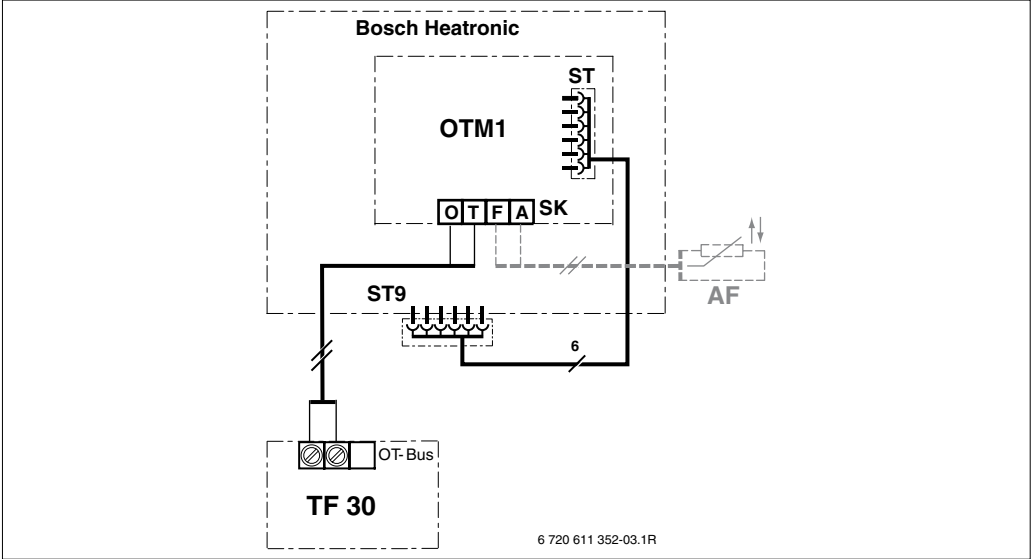 Bosch Heatronic
ST
OTM1
O T F A SK
AF
ST9
6
OT-Bus
TF 30
6 720 611 352-03.1R